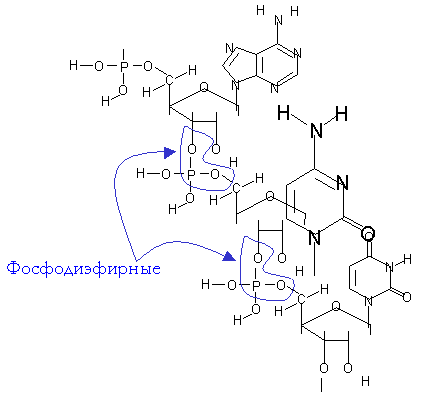 H H
N
N N
H O P O H
C
H O H O N N
H H
N
O O
H
H O P O
N
H O H C H
O
O
N O
O O
O N H
Фосфодиэфирные
H
H O P O H
N O
H O C
H O
O O
H